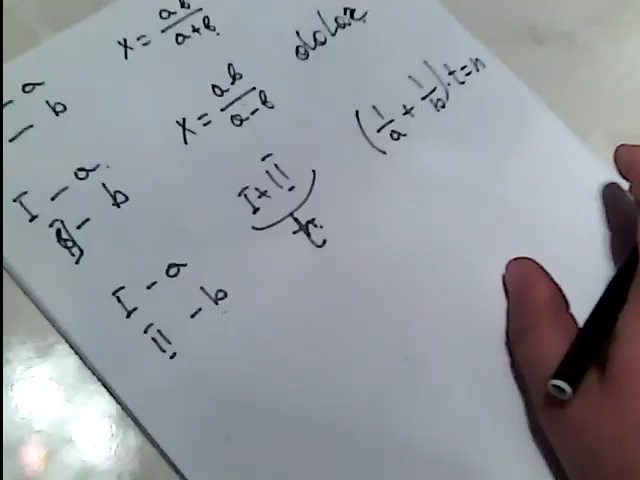 x = ab/a+b
- a
- b
x = ab/a-b
dolar
(1/a + 1/b)·t=n
I - a
- b
I+II
t
I - a
II - b